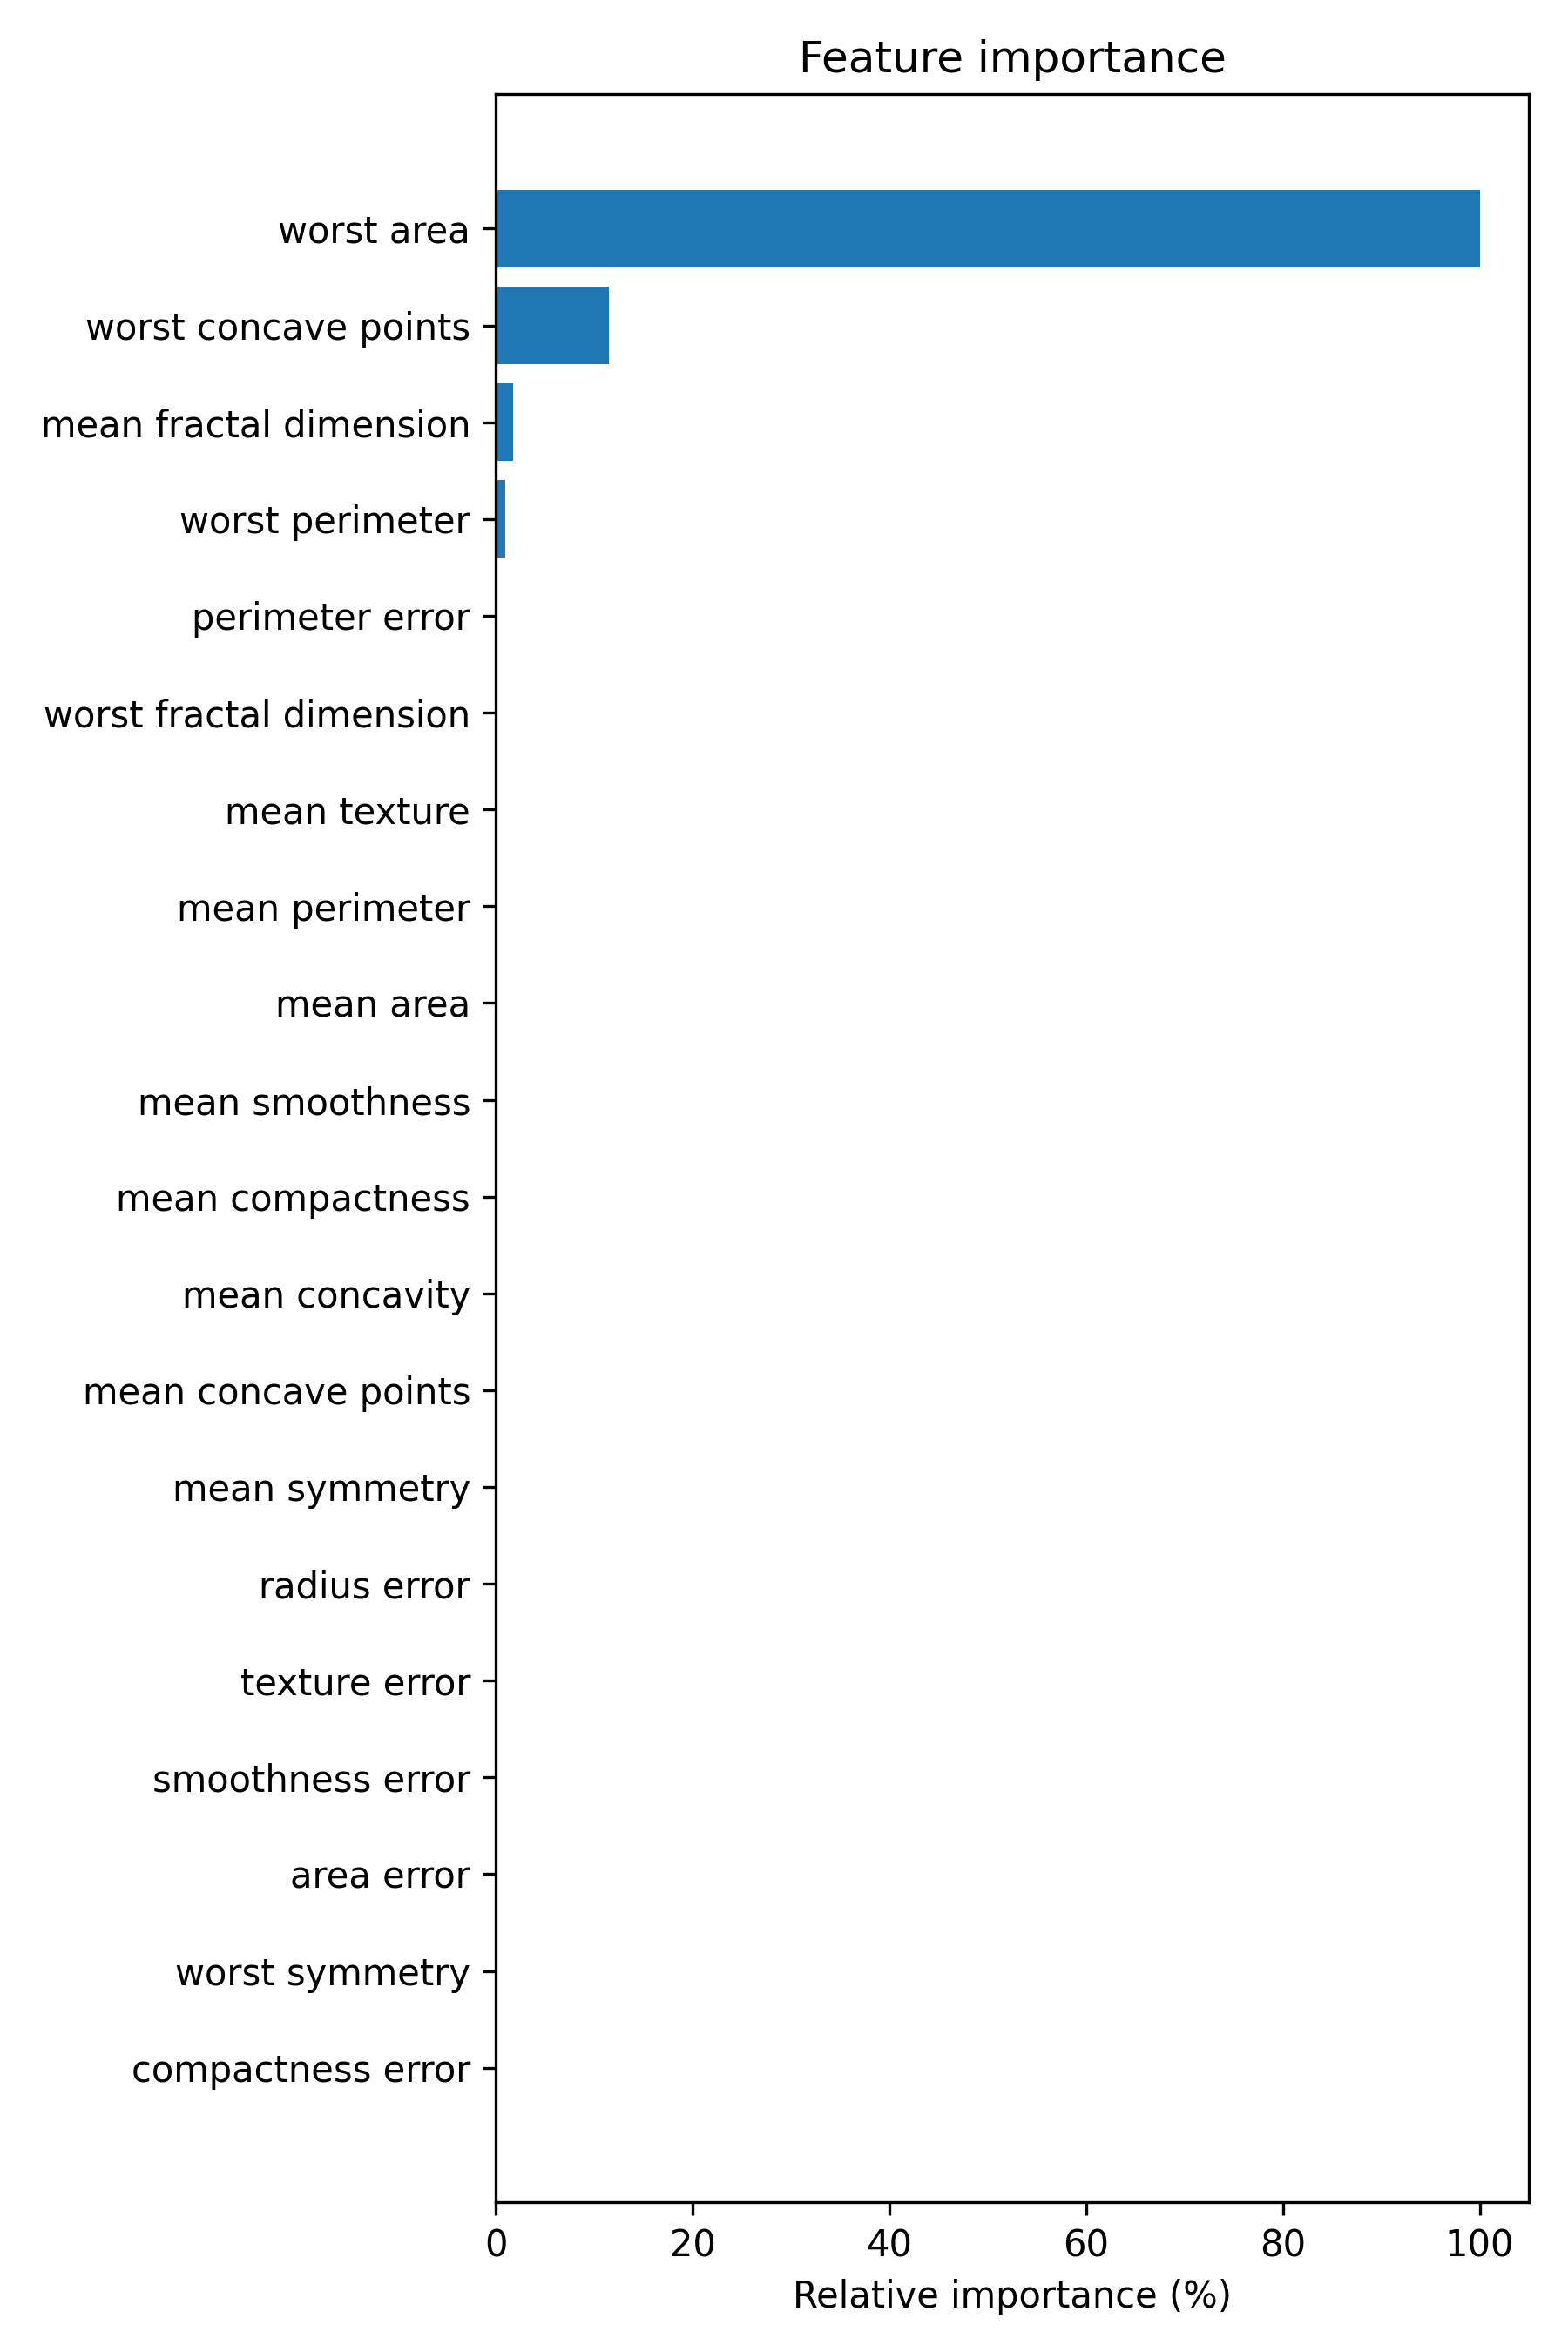 Feature importance
worst area
worst concave points
mean fractal dimension
worst perimeter
perimeter error
worst fractal dimension
mean texture
mean perimeter
mean area
mean smoothness
mean compactness
mean concavity
mean concave points
mean symmetry
radius error
texture error
smoothness error
area error
worst symmetry
compactness error
0 20 40 60 80 100
Relative importance (%)